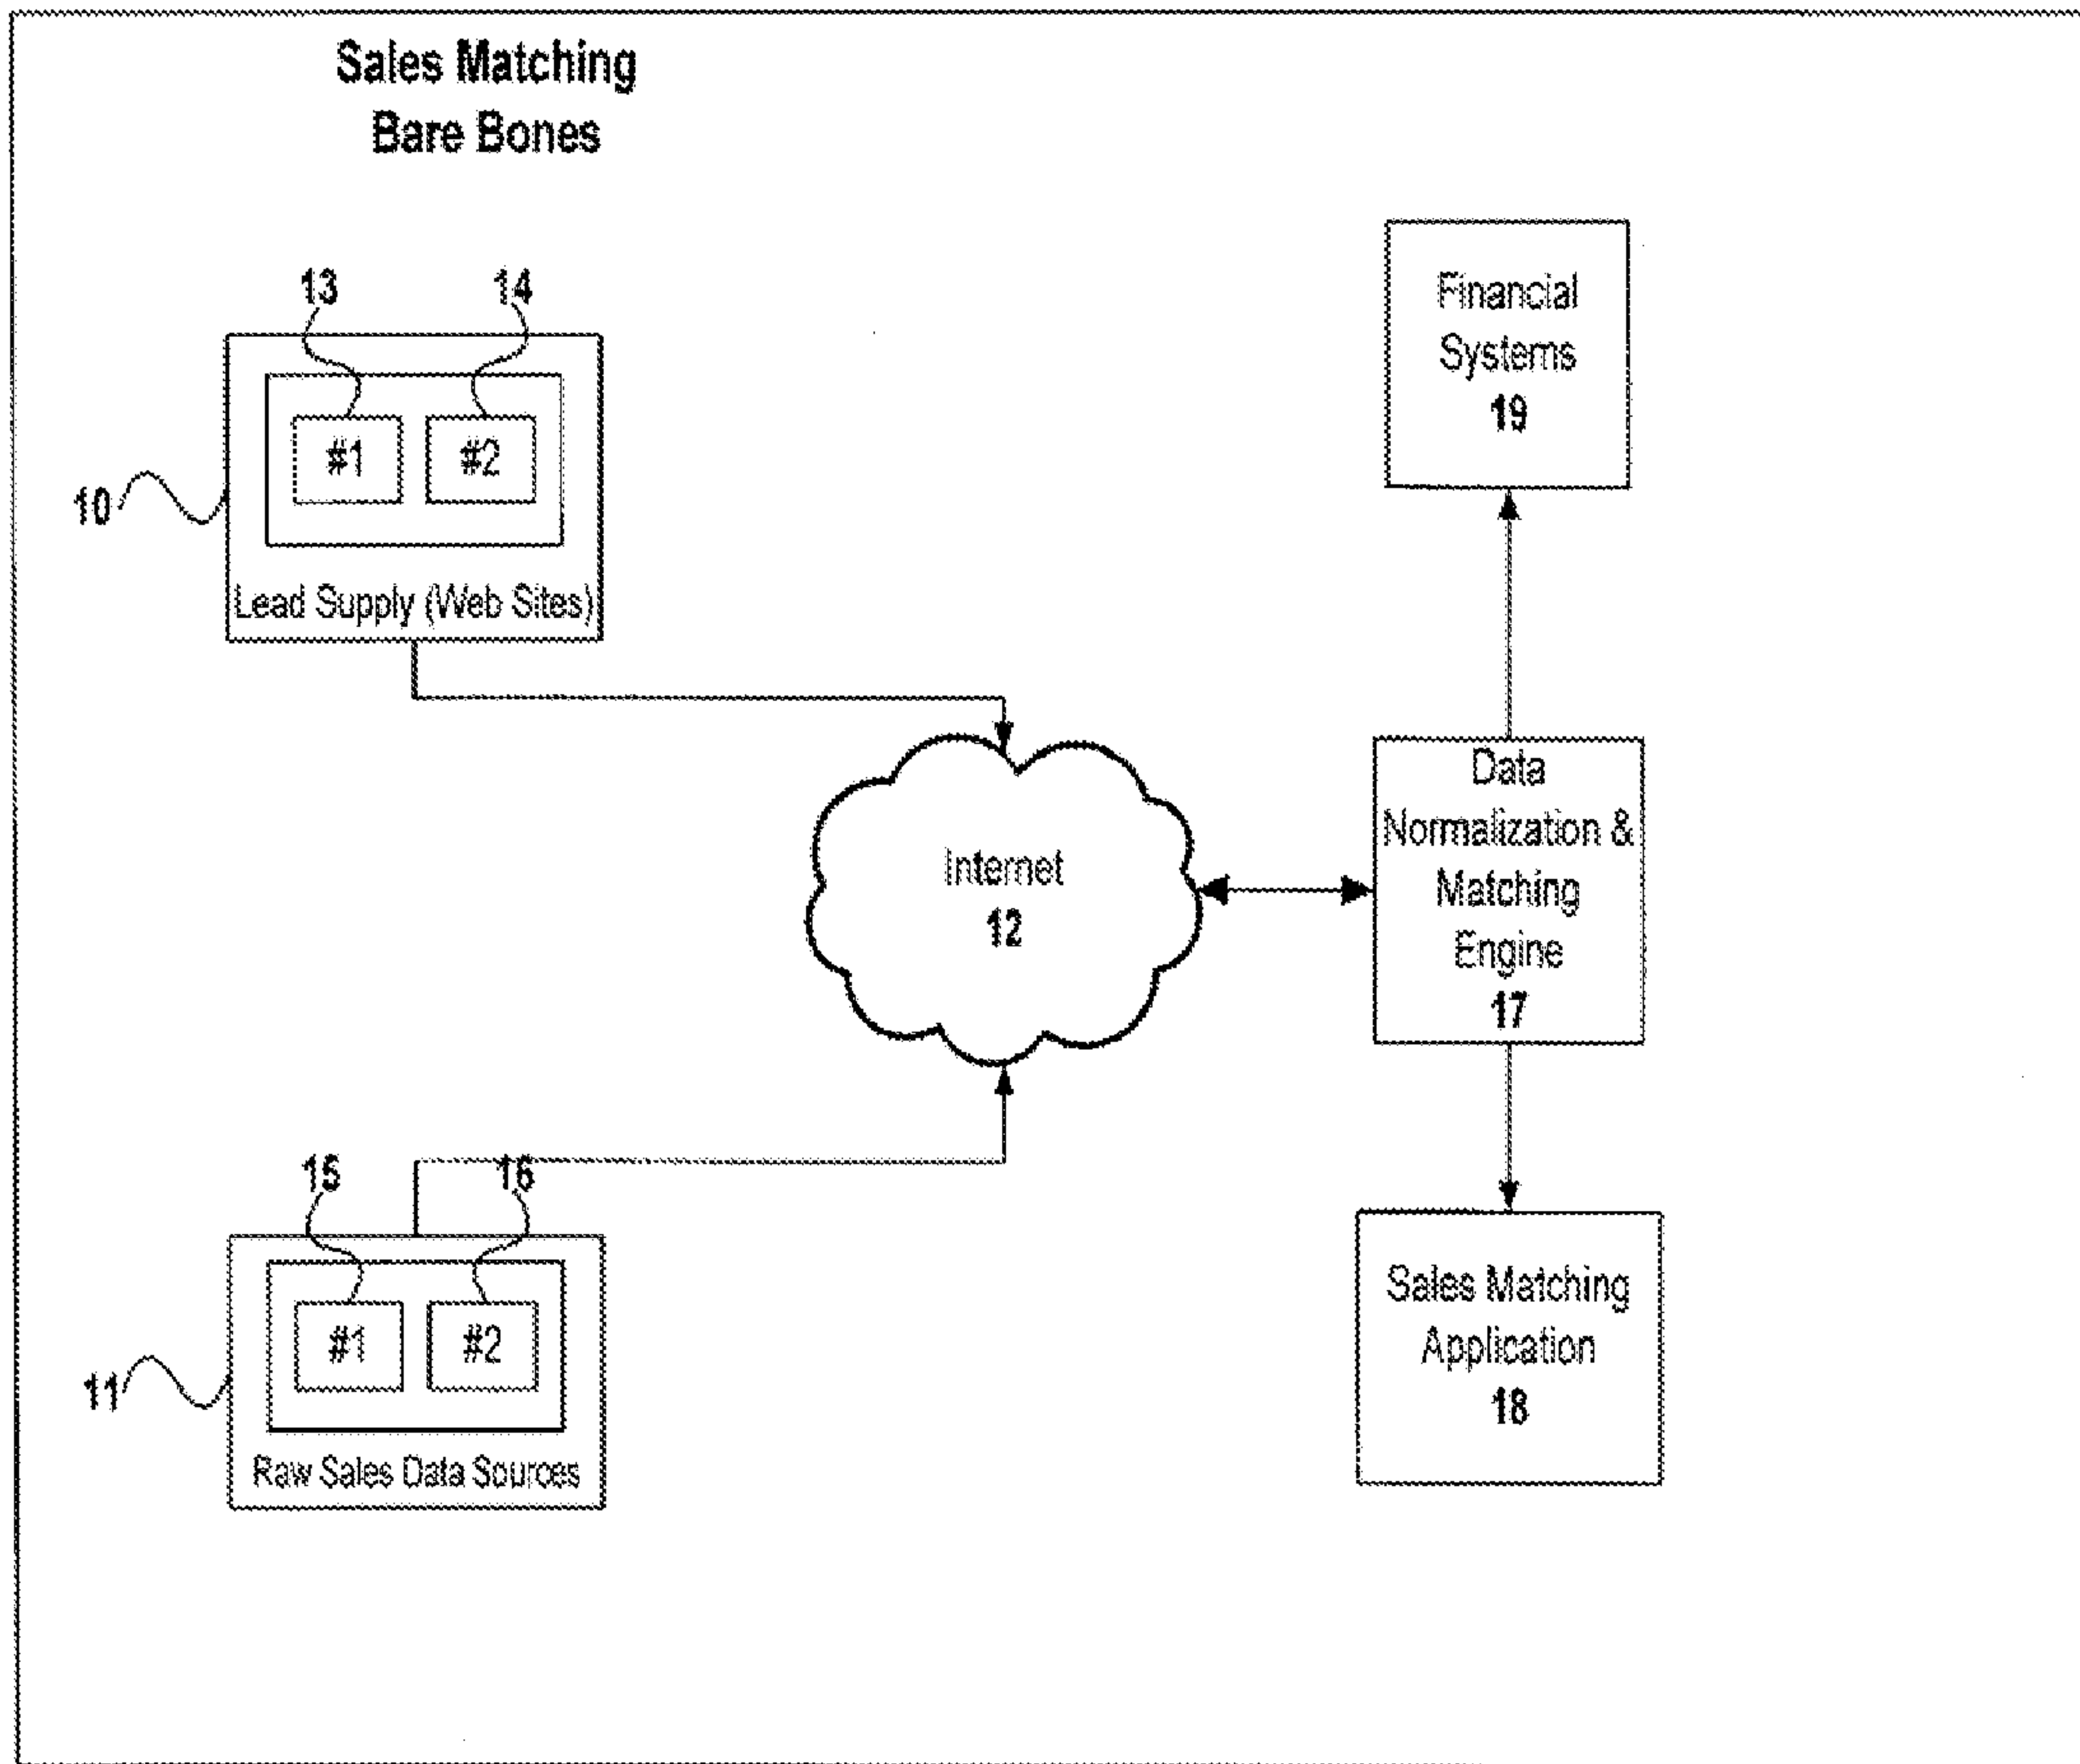 Sales Matching
Bare Bones
13
14
#1
#2
10
Lead Supply (Web Sites)
Financial
Systems
19
Internet
12
Data
Normalization &
Matching
Engine
17
15
16
#1
#2
11
Raw Sales Data Sources
Sales Matching
Application
18